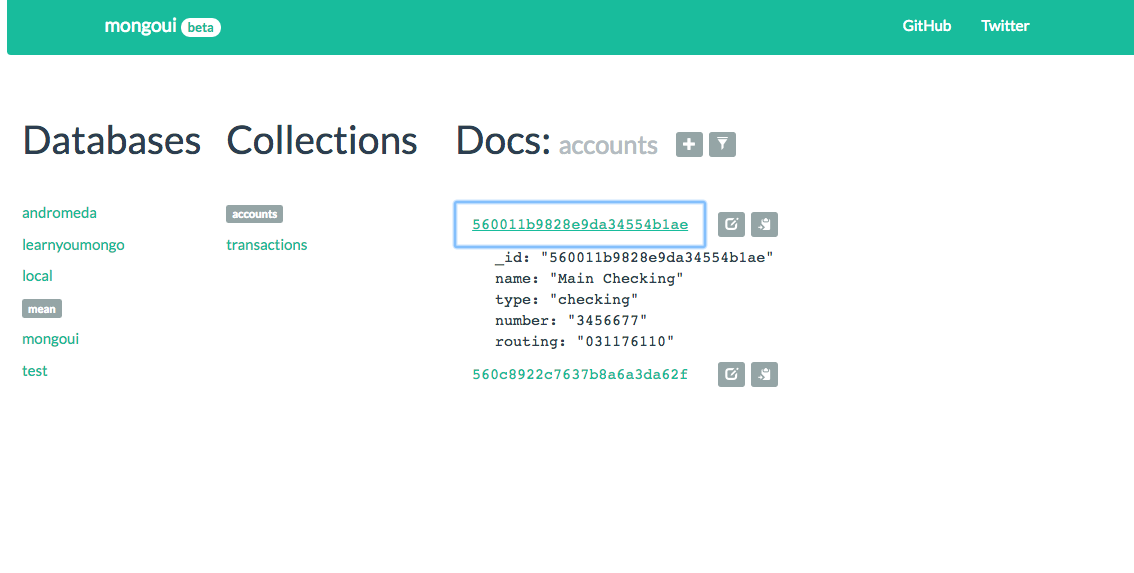 mongoui beta
GitHub Twitter
Databases
Collections
Docs: accounts
andromeda
learnyoumongo
local
mean
mongoui
test
accounts
transactions
560011b9828e9da34554b1ae
_id: "560011b9828e9da34554b1ae"
name: "Main Checking"
type: "checking"
number: "3456677"
routing: "031176110"
560c8922c7637b8a6a3da62f